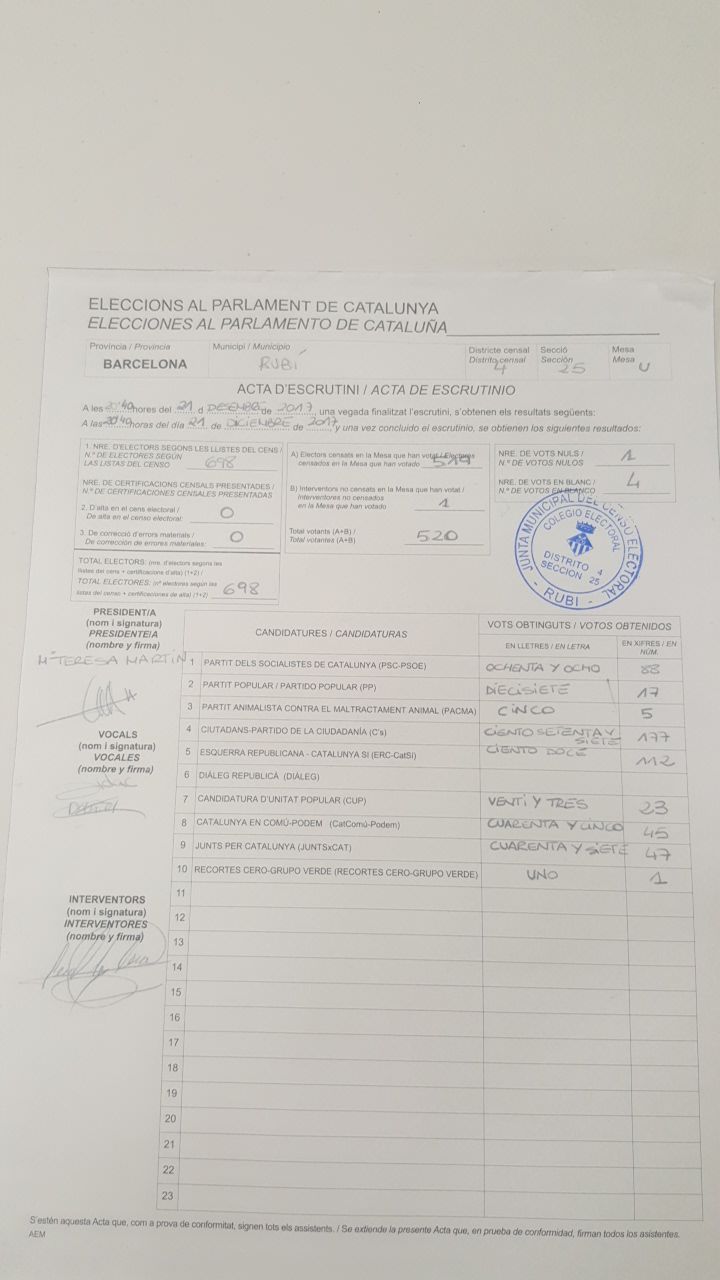 ELECCIONS AL PARLAMENT DE CATALUNYA
ELECCIONES AL PARLAMENTO DE CATALUÑA
Província / Provincia Municipi / Municipio Districte censal Secció Mesa
Distrito censal Sección Mesa
BARCELONA RUBÍ 4 25 U
ACTA D'ESCRUTINI / ACTA DE ESCRUTINIO
A les 20:40 hores del 21 d DESEMBRE de 2017, una vegada finalitzat l'escrutini, s'obtenen els resultats següents:
A las 20:40 horas del día 21 de DICIEMBRE de 2017 y una vez concluido el escrutinio, se obtienen los siguientes resultados:
1. NRE. D'ELECTORS SEGONS LES LLISTES DEL CENS /
N.º DE ELECTORES SEGÚN
LAS LISTAS DEL CENSO 698
NRE. DE CERTIFICACIONS CENSALS PRESENTADES /
N.º DE CERTIFICACIONES CENSALES PRESENTADAS
2. D'alta en el cens electoral /
De alta en el censo electoral: 0
3. De correcció d'errors materials /
De corrección de errores materiales: 0
TOTAL ELECTORS: (nre. d'electors segons les
llistes del cens + certificacions d'alta) (1+2) /
TOTAL ELECTORES: (nº electores según las
listas del censo + certificaciones de alta) (1+2) 698
A) Electors censats en la Mesa que han votat / Electores
censados en la Mesa que han votado 519
B) Interventors no censats en la Mesa que han votat /
Interventores no censados
en la Mesa que han votado 1
Total votants (A+B) /
Total votantes (A+B) 520
NRE. DE VOTS NULS /
N.º DE VOTOS NULOS 1
NRE. DE VOTS EN BLANC /
N.º DE VOTOS EN BLANCO 4
JUNTA MUNICIPAL DEL CENSO ELECTORAL
COLEGIO ELECTORAL
DISTRITO 4
SECCION 25
- RUBI -
PRESIDENT/A
(nom i signatura)
PRESIDENTE/A
(nombre y firma)
Mª TERESA MARTIN
VOCALS
(nom i signatura)
VOCALES
(nombre y firma)
INTERVENTORS
(nom i signatura)
INTERVENTORES
(nombre y firma)
CANDIDATURES / CANDIDATURAS VOTS OBTINGUTS / VOTOS OBTENIDOS
EN LLETRES / EN LETRA EN XIFRES / EN NÚM.
1 PARTIT DELS SOCIALISTES DE CATALUNYA (PSC-PSOE) OCHENTA Y OCHO 88
2 PARTIT POPULAR / PARTIDO POPULAR (PP) DIECISIETE 17
3 PARTIT ANIMALISTA CONTRA EL MALTRACTAMENT ANIMAL (PACMA) CINCO 5
4 CIUTADANS-PARTIDO DE LA CIUDADANÍA (C's) CIENTO SETENTA Y SIETE 177
5 ESQUERRA REPUBLICANA - CATALUNYA SI (ERC-CatSí) CIENTO DOCE 112
6 DIÀLEG REPUBLICÀ (DIÀLEG)
7 CANDIDATURA D'UNITAT POPULAR (CUP) VENTI Y TRES 23
8 CATALUNYA EN COMÚ-PODEM (CatComú-Podem) CUARENTA Y CINCO 45
9 JUNTS PER CATALUNYA (JUNTSxCAT) CUARENTA Y SIETE 47
10 RECORTES CERO-GRUPO VERDE (RECORTES CERO-GRUPO VERDE) UNO 1
11
12
13
14
15
16
17
18
19
20
21
22
23
S'estén aquesta Acta que, com a prova de conformitat, signen tots els assistents. / Se extiende la presente Acta que, en prueba de conformidad, firman todos los asistentes.
AEM